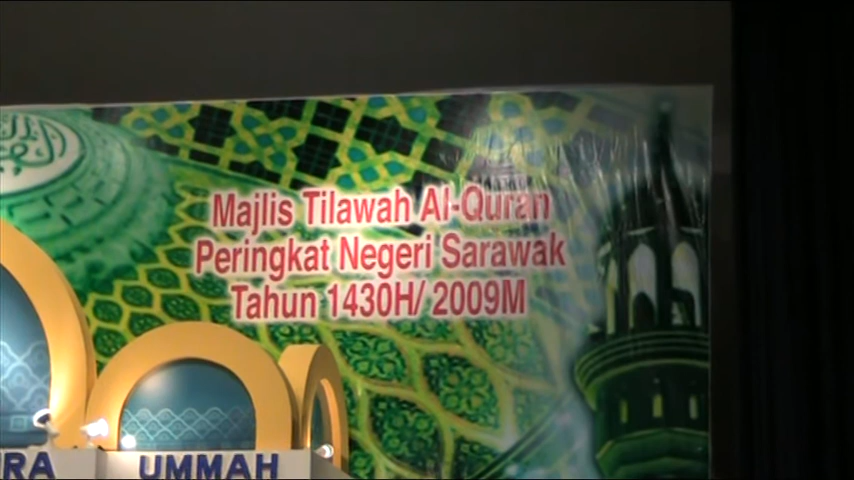 Majlis Tilawah Al-Quran
Peringkat Negeri Sarawak
Tahun 1430H/ 2009M
UMMAH